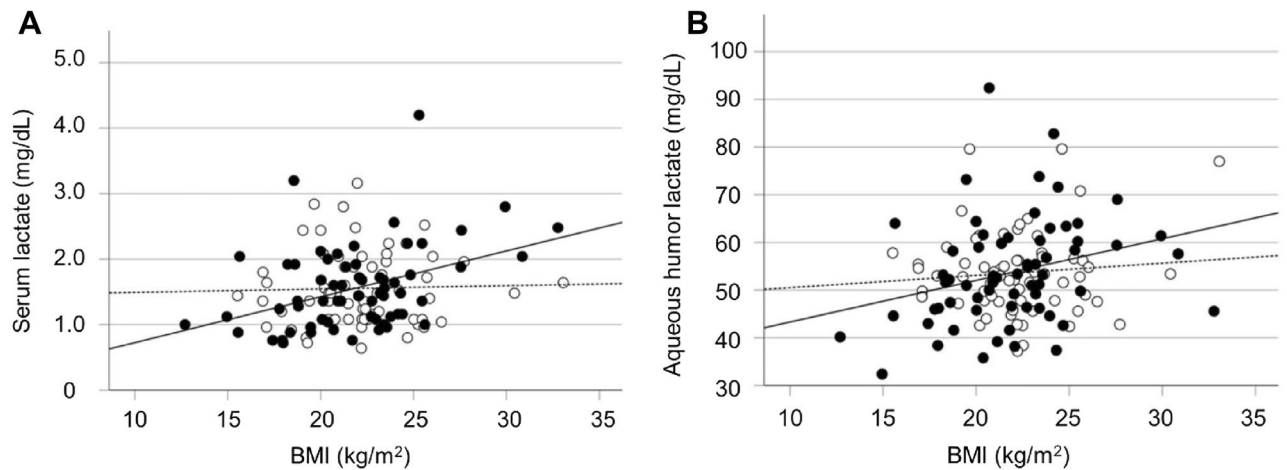 A
Serum lactate (mg/dL)
5.0
4.0
3.0
2.0
1.0
0
10 15 20 25 30 35
BMI (kg/m²)
B
Aqueous humor lactate (mg/dL)
100
90
80
70
60
50
40
30
10 15 20 25 30 35
BMI (kg/m²)